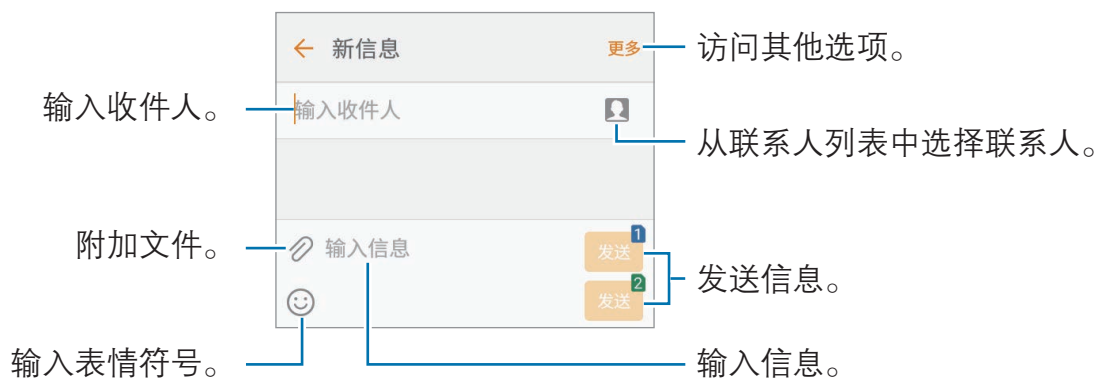 新信息
更多
访问其他选项。
输入收件人。
输入收件人
从联系人列表中选择联系人。
附加文件。
输入信息
发送
1
发送信息。
发送
2
输入表情符号。
输入信息。